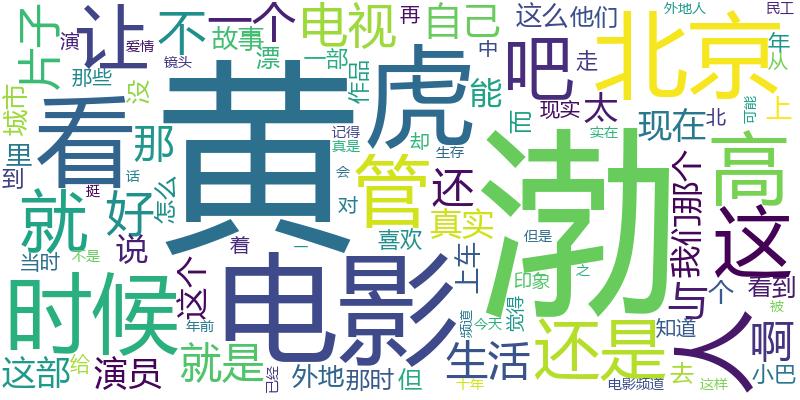 片子
演
让
爱情
镜头
不
一个
故事
漂
电视
一部
作品
再
中
自己
能
这么
他们
走
外地人
北京
民工
年
从
城市
那些
没
看
黄
虎
吧
而
现实
太
上
可能
里
到
那
好
怎么
记得
真是
却
会
生存
实在
现在
北
挺
话
就
说
对
管
还
真实
渤
我们
那个
高
这
不是
当时
这个
着
一
电影
喜欢
上车
但是
印象
之
与
个
看到
被
时候
年前
频道
今天
觉得
还是
知道
人
啊
这部
给
演员
就是
已经
外地
那时
但
生活
十年
电影频道
去
这样
小巴